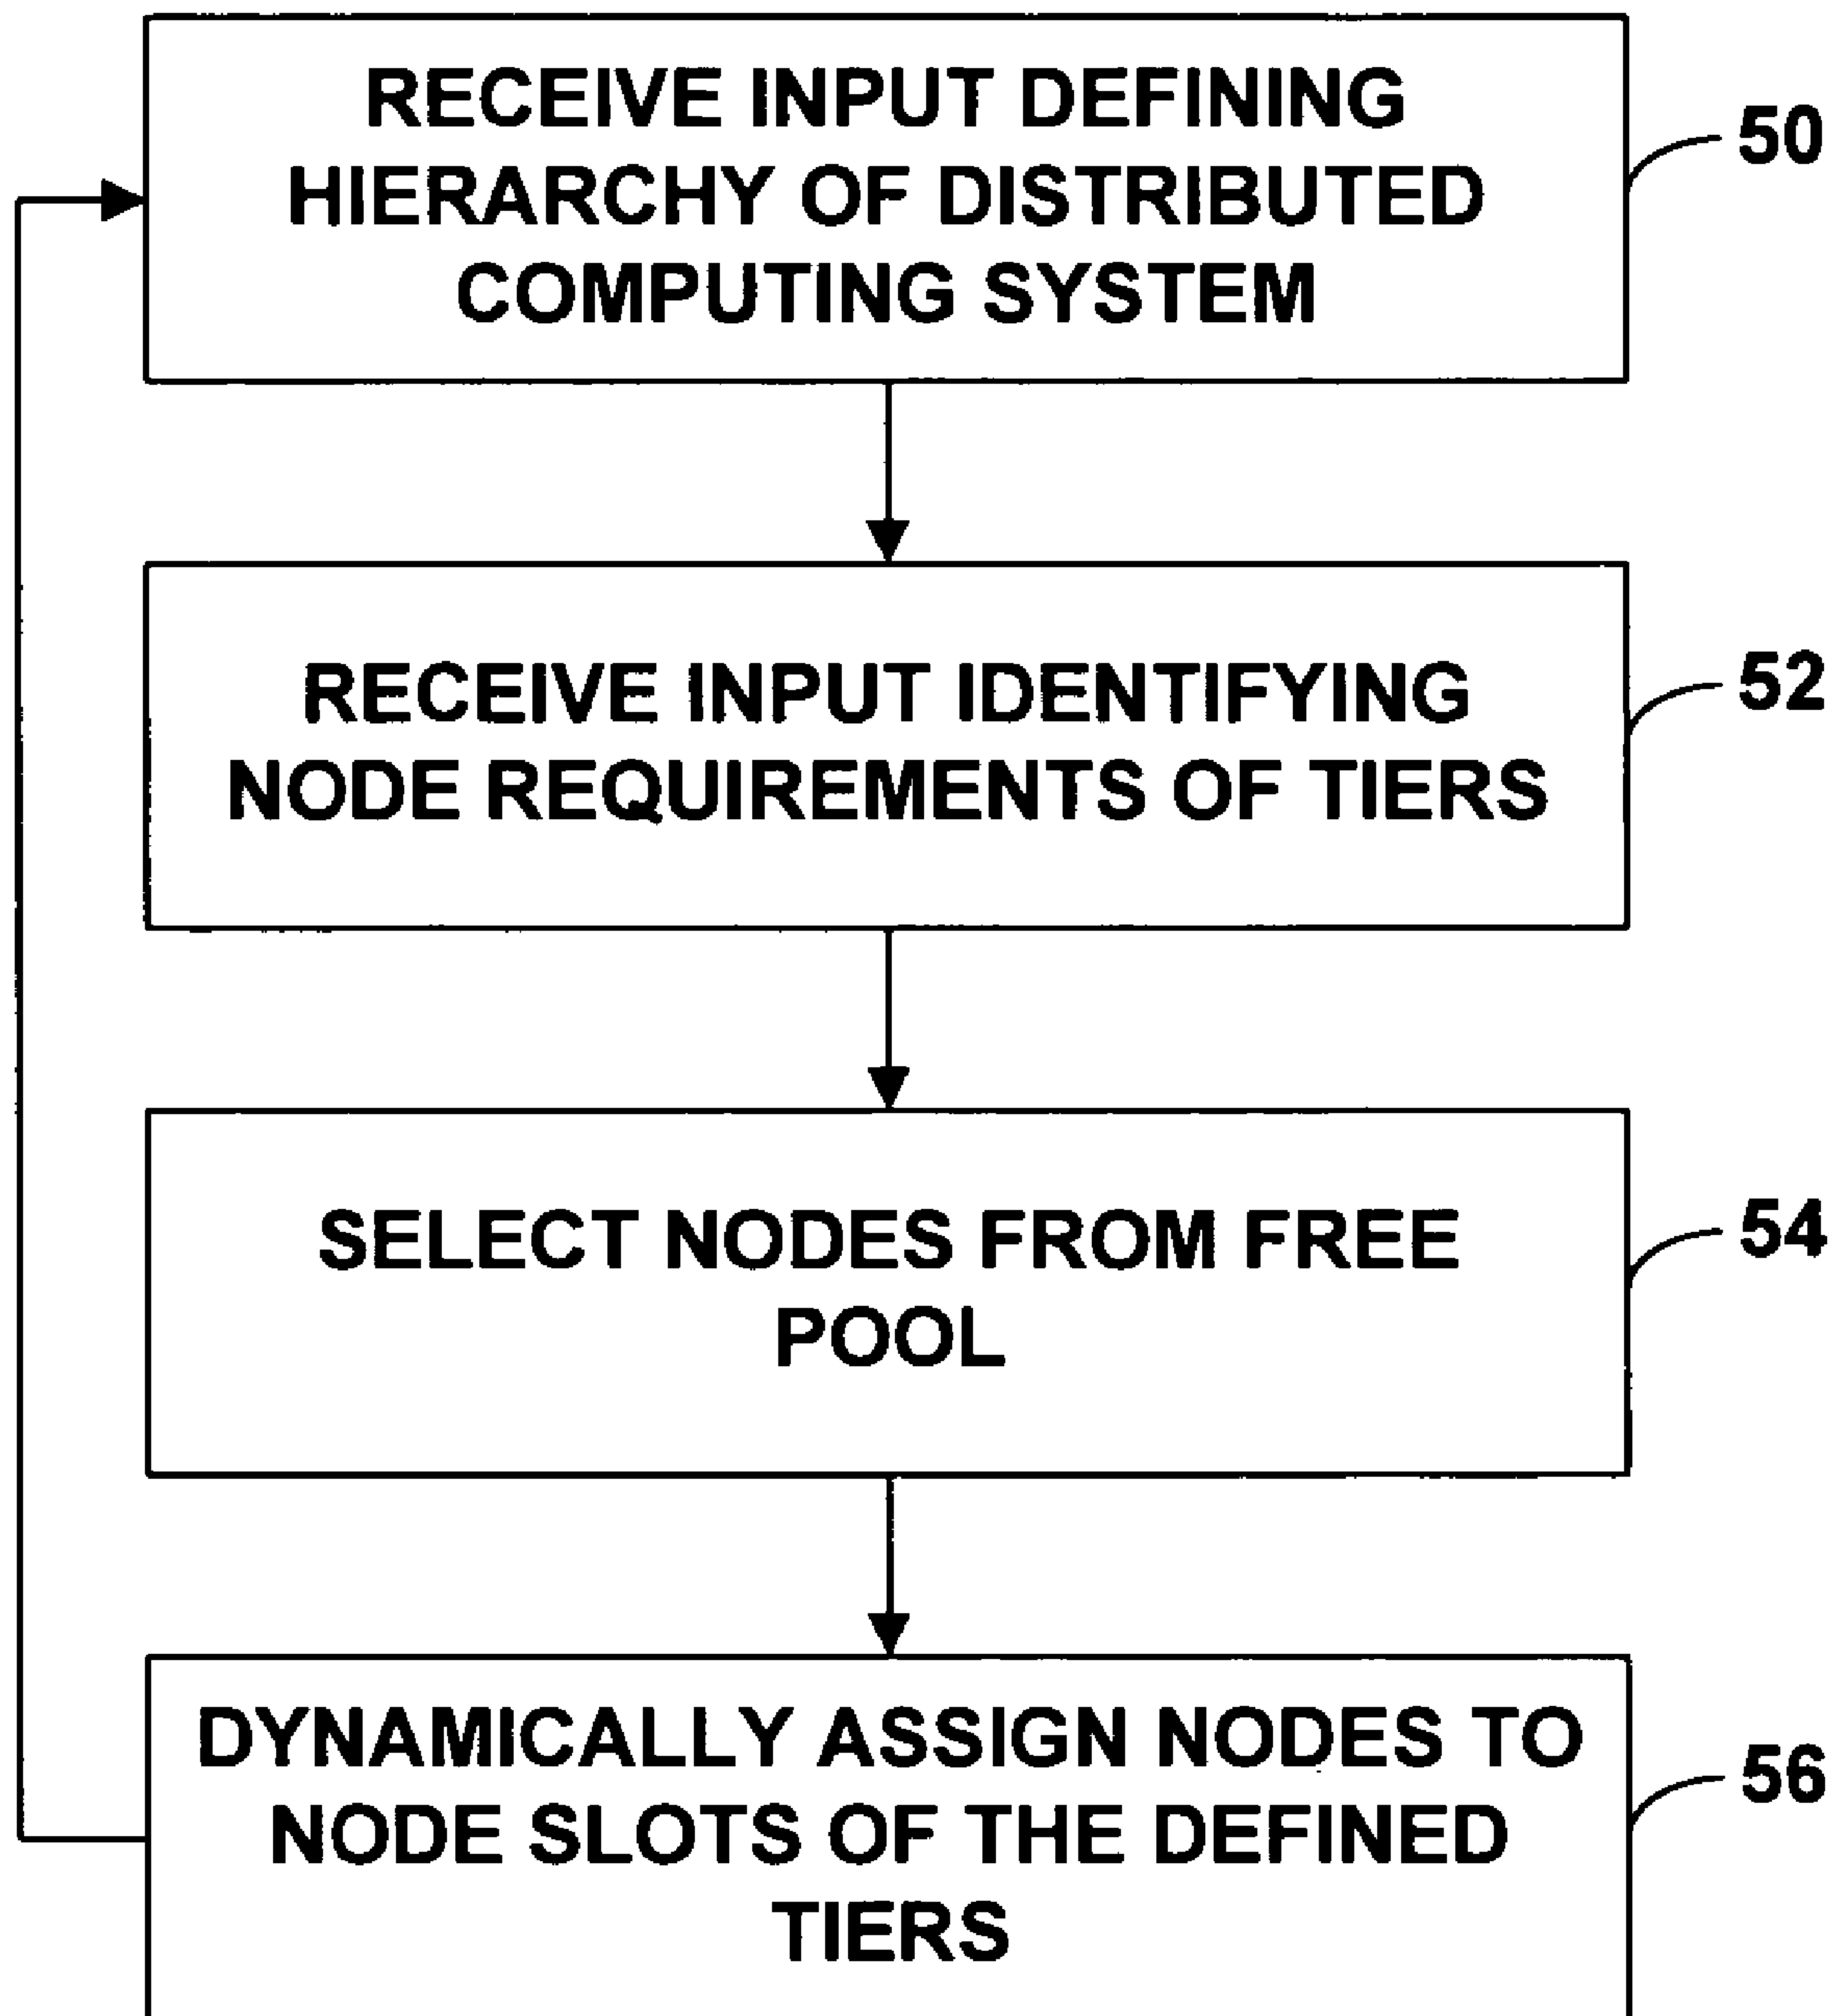 RECEIVE INPUT DEFINING
HIERARCHY OF DISTRIBUTED
COMPUTING SYSTEM
50
RECEIVE INPUT IDENTIFYING
NODE REQUIREMENTS OF TIERS
52
SELECT NODES FROM FREE
POOL
54
DYNAMICALLY ASSIGN NODES TO
NODE SLOTS OF THE DEFINED
TIERS
56